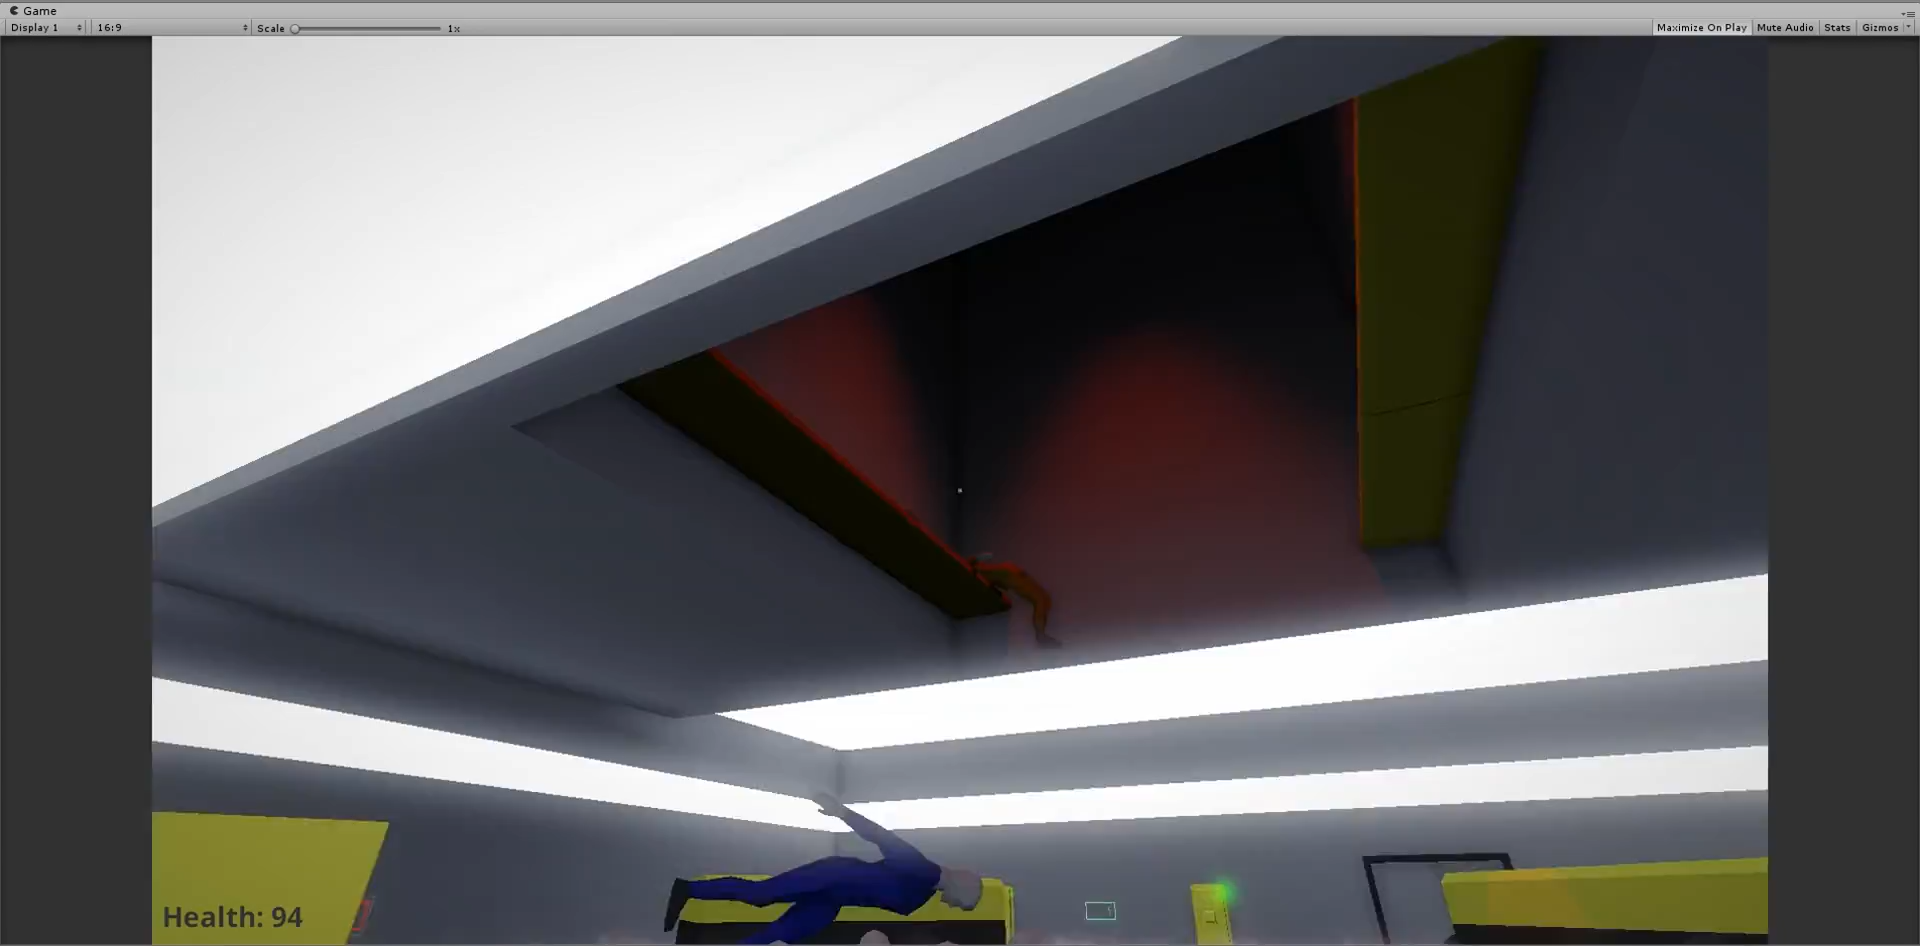 Game
Display 1 16:9 Scale 1x Maximize On Play Mute Audio Stats Gizmos
Health: 94